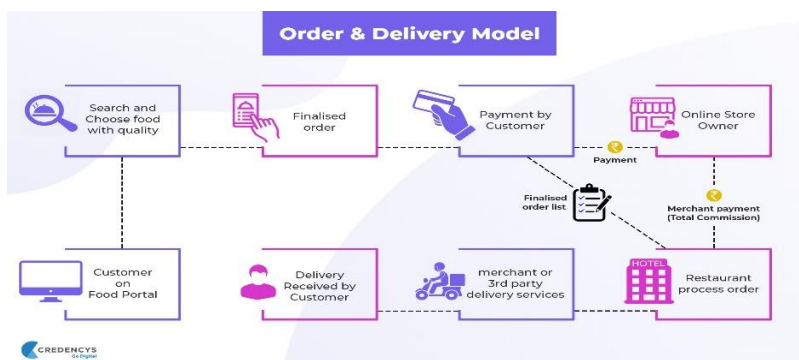 Order & Delivery Model
Search and
Choose food
with quality
Finalised
order
Payment by
Customer
Online Store
Owner
₹
Payment
Finalised
order list
₹
Merchant payment
(Total Commission)
Customer
on
Food Portal
Delivery
Received by
Customer
merchant or
3rd party
delivery services
HOTEL
Restaurant
process order
CREDENCYS
Go Digital